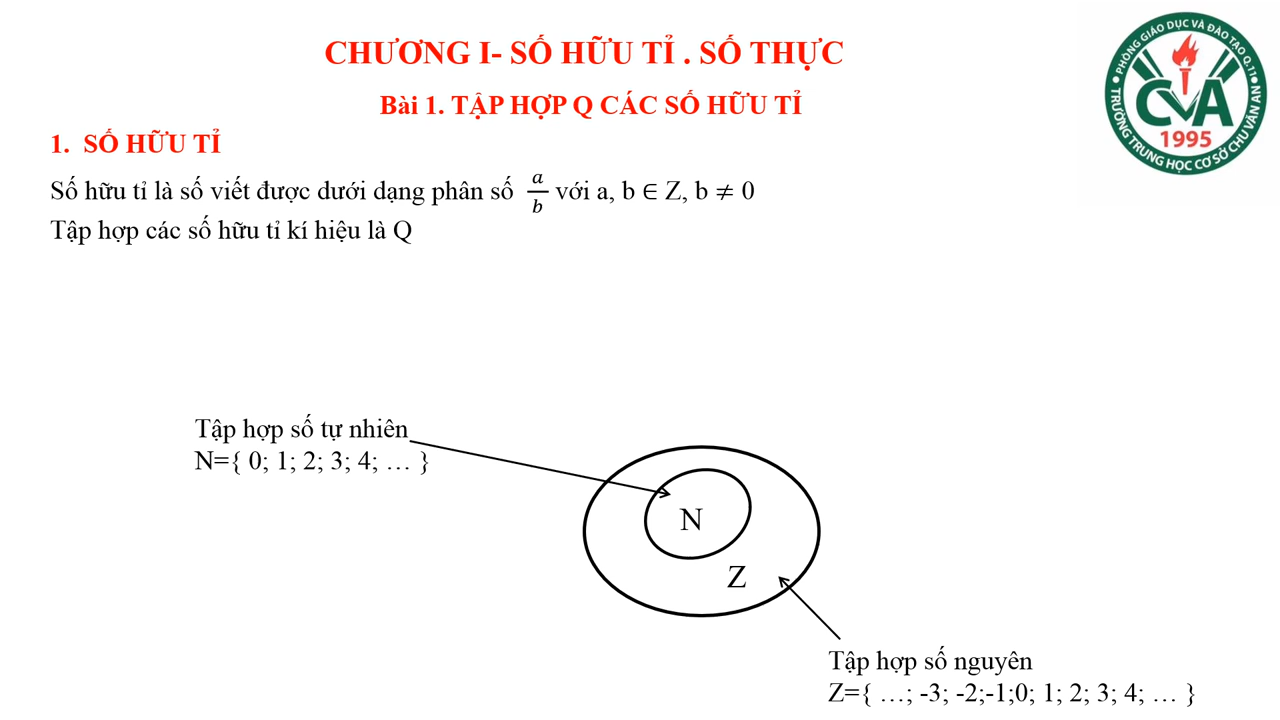 CHƯƠNG I- SỐ HỮU TỈ . SỐ THỰC
Bài 1. TẬP HỢP Q CÁC SỐ HỮU TỈ
1. SỐ HỮU TỈ
Số hữu tỉ là số viết được dưới dạng phân số a/b với a, b ∈ Z, b ≠ 0
Tập hợp các số hữu tỉ kí hiệu là Q
PHÒNG GIÁO DỤC VÀ ĐÀO TẠO Q.11
CVA
1995
TRƯỜNG TRUNG HỌC CƠ SỞ CHU VĂN AN
Tập hợp số tự nhiên
N={ 0; 1; 2; 3; 4; … }
N
Z
Tập hợp số nguyên
Z={ …; -3; -2;-1;0; 1; 2; 3; 4; … }